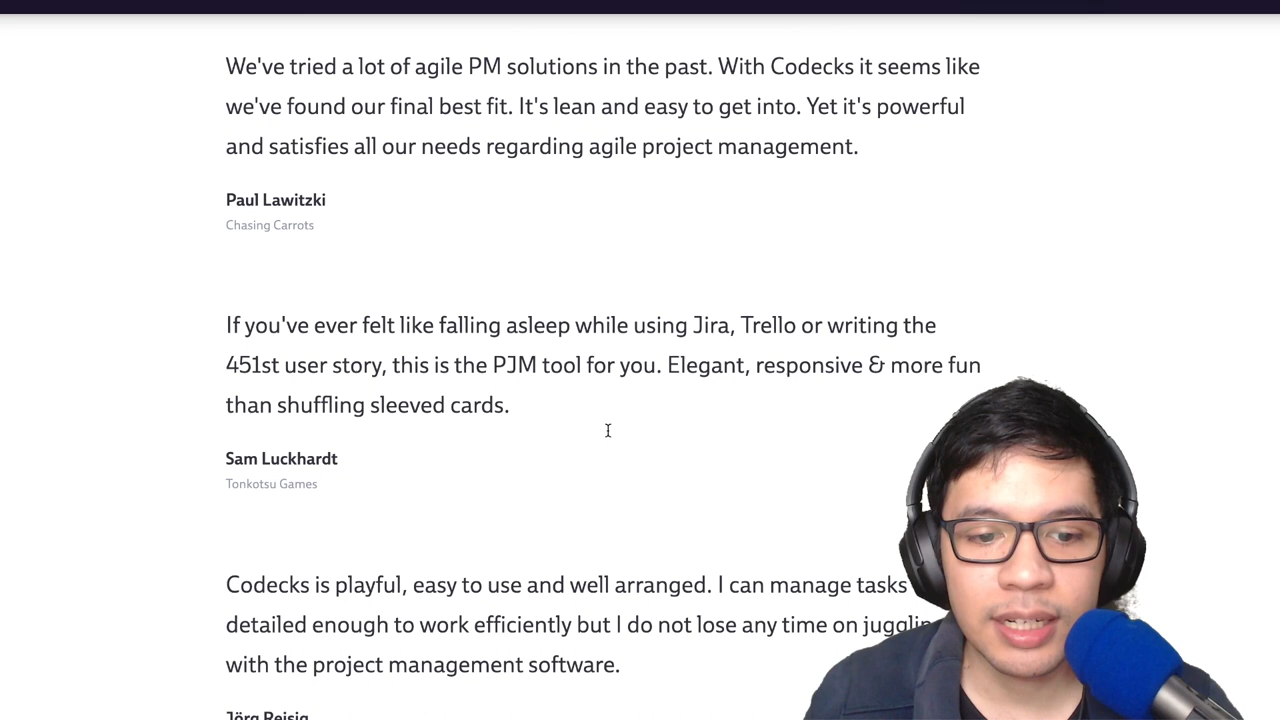 We've tried a lot of agile PM solutions in the past. With Codecks it seems like
we've found our final best fit. It's lean and easy to get into. Yet it's powerful
and satisfies all our needs regarding agile project management.
Paul Lawitzki
Chasing Carrots
If you've ever felt like falling asleep while using Jira, Trello or writing the
451st user story, this is the PJM tool for you. Elegant, responsive & more fun
than shuffling sleeved cards.
Sam Luckhardt
Tonkotsu Games
Codecks is playful, easy to use and well arranged. I can manage tasks
detailed enough to work efficiently but I do not lose any time on
with the project management software.
Jörg Reisig